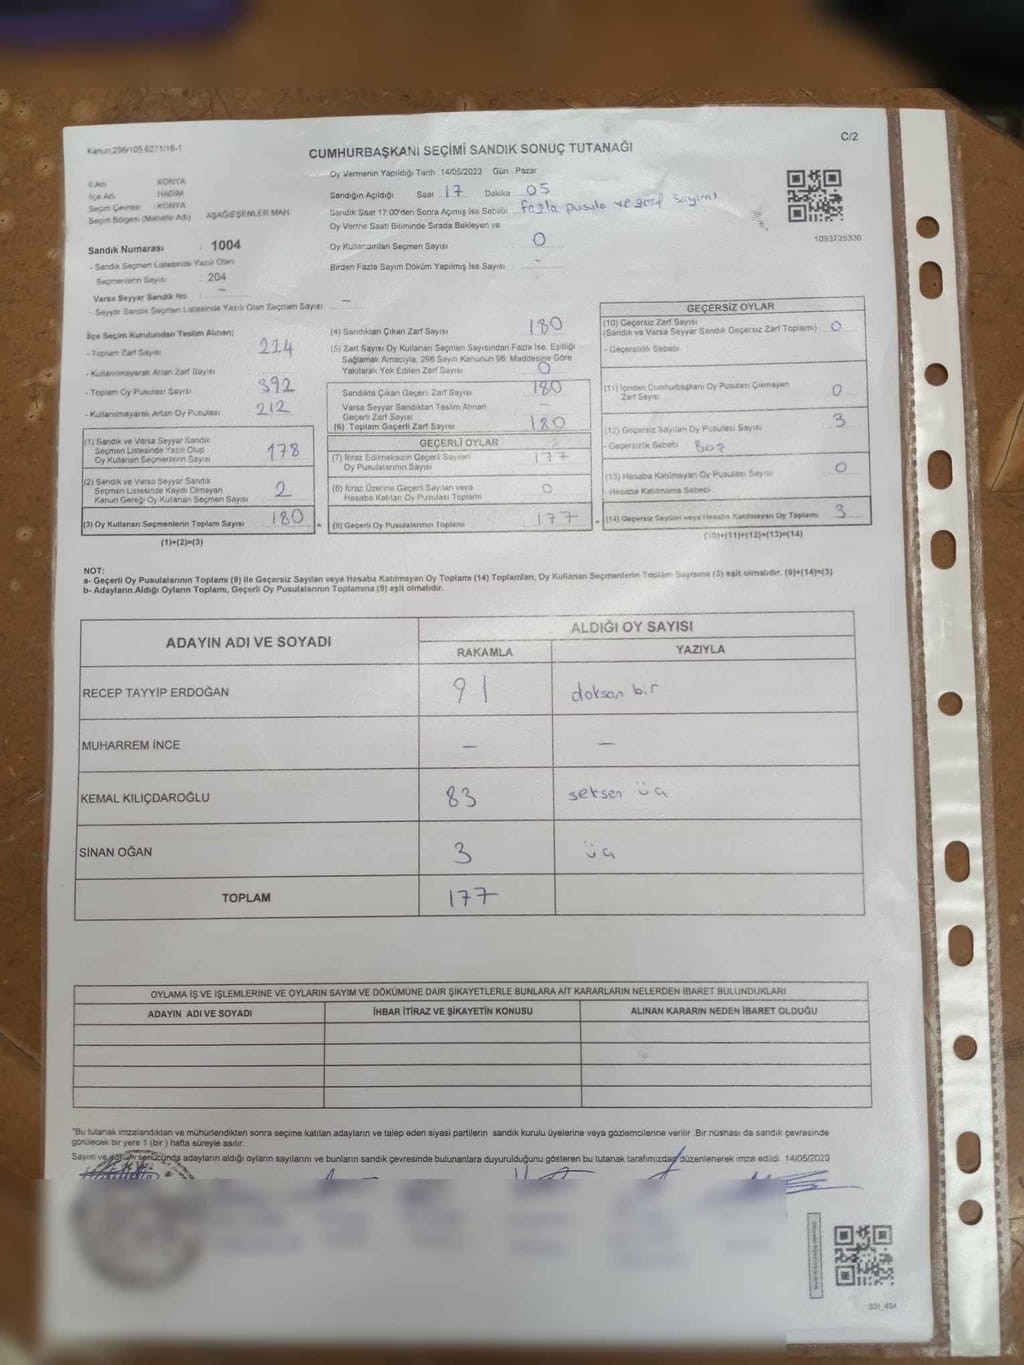 Kanun:298/105,6271/18-1
C/2
CUMHURBAŞKANI SEÇİMİ SANDIK SONUÇ TUTANAĞI
İl Adı : KONYA
İlçe Adı : HADİM
Seçim Çevresi : KONYA
Seçim Bölgesi (Mahalle Adı) : AŞAĞIEŞENLER MAH.
Sandık Numarası : 1004
- Sandık Seçmen Listesinde Yazılı Olan
Seçmenlerin Sayısı : 204
Varsa Seyyar Sandık No : –
- Seyyar Sandık Seçmen Listesinde Yazılı Olan Seçmen Sayısı : –
Oy Vermenin Yapıldığı Tarih :14/05/2023 Gün : Pazar
Sandığın Açıldığı Saat : 17 Dakika : 05
Sandık Saat 17:00'den Sonra Açımış İse Sebebi : fazla pusula ve zarf sayımı
Oy Verme Saati Bitiminde Sırada Bekleyen ve
Oy Kullandırılan Seçmen Sayısı : 0
Birden Fazla Sayım Döküm Yapılmış İse Sayısı : –
1093725336
İlçe Seçim Kurulundan Teslim Alınan;
- Toplam Zarf Sayısı : 224
- Kullanılmayarak Artan Zarf Sayısı :
- Toplam Oy Pusulası Sayısı : 392
- Kullanılmayarak Artan Oy Pusulası : 212
(1) Sandık ve Varsa Seyyar Sandık
Seçmen Listesinde Yazılı Olup
Oy Kullanan Seçmenlerin Sayısı : 178
(2) Sandık ve Varsa Seyyar Sandık
Seçmen Listesinde Kayıtlı Olmayan
Kanun Gereği Oy Kullanan Seçmen Sayısı : 2
(3) Oy Kullanan Seçmenlerin Toplam Sayısı : 180
(1)+(2)=(3)
(4) Sandıktan Çıkan Zarf Sayısı : 180
(5) Zarf Sayısı Oy Kullanan Seçmen Sayısından Fazla İse, Eşitliği
Sağlamak Amacıyla, 298 Sayılı Kanunun 98. Maddesine Göre
Yakılarak Yok Edilen Zarf Sayısı : 0
Sandıkta Çıkan Geçerli Zarf Sayısı : 180
Varsa Seyyar Sandıktan Teslim Alınan
Geçerli Zarf Sayısı : –
(6) Toplam Geçerli Zarf Sayısı : 180
GEÇERLİ OYLAR
(7) İtiraz Edilmeksizin Geçerli Sayılan
Oy Pusulalarının Sayısı : 177
(8) İtiraz Üzerine Geçerli Sayılan veya
Hesaba Katılan Oy Pusulası Toplamı : 0
(9) Geçerli Oy Pusulalarının Toplamı : 177
GEÇERSİZ OYLAR
(10) Geçersiz Zarf Sayısı
(Sandık ve Varsa Seyyar Sandık Geçersiz Zarf Toplamı) : 0
- Geçersizlik Sebebi :
(11) İçinden Cumhurbaşkanı Oy Pusulası Çıkmayan
Zarf Sayısı : 0
(12) Geçersiz Sayılan Oy Pusulası Sayısı : 3
- Geçersizlik Sebebi :
(13) Hesaba Katılmayan Oy Pusulası Sayısı : 0
- Hesaba Katılmama Sebebi :
(14) Geçersiz Sayılan veya Hesaba Katılmayan Oy Toplamı : 3
(10)+(11)+(12)+(13)=(14)
NOT:
a- Geçerli Oy Pusulalarının Toplamı (9) ile Geçersiz Sayılan veya Hesaba Katılmayan Oy Toplamı (14) Toplamları, Oy Kullanan Seçmenlerin Toplam Sayısına (3) eşit olmalıdır. (9)+(14)=(3)
b- Adayların Aldığı Oyların Toplamı, Geçerli Oy Pusulalarının Toplamına (9) eşit olmalıdır.
ADAYIN ADI VE SOYADI
ALDIĞI OY SAYISI
RAKAMLA YAZIYLA
RECEP TAYYİP ERDOĞAN 91 doksan bir
MUHARREM İNCE – –
KEMAL KILIÇDAROĞLU 83 seksen üç
SİNAN OĞAN 3 üç
TOPLAM 177
OYLAMA İŞ VE İŞLEMLERİNE VE OYLARIN SAYIM VE DÖKÜMÜNE DAİR ŞİKAYETLERLE BUNLARA AİT KARARLARIN NELERDEN İBARET BULUNDUKLARI
ADAYIN ADI VE SOYADI İHBAR İTİRAZ VE ŞİKAYETİN KONUSU ALINAN KARARIN NEDEN İBARET OLDUĞU
"Bu tutanak imzalandıktan ve mühürlendikten sonra seçime katılan adayların ve talep eden siyasi partilerin sandık kurulu üyelerine veya gözlemcilerine verilir .Bir nüshası da sandık çevresinde
görülecek bir yere 1 (bir ) hafta süreyle asılır.
Sayım ve döküm sonucunda adayların aldığı oyların sayılarını ve bunların sandık çevresinde bulunanlara duyurulduğunu gösteren bu tutanak tarafımızdan düzenlenerek imza edildi 14/05/2023